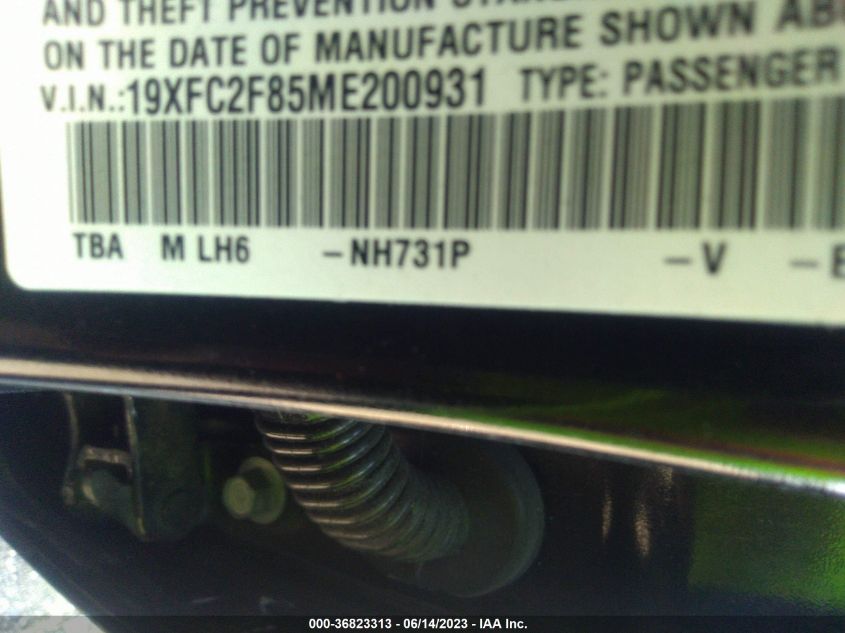 AND THEFT PREVENTION
ON THE DATE OF MANUFACTURE SHOWN
V.I.N.:19XFC2F85ME200931 TYPE: PASSENGER
TBA M LH6 -NH731P -V -
000-36823313 - 06/14/2023 - IAA Inc.